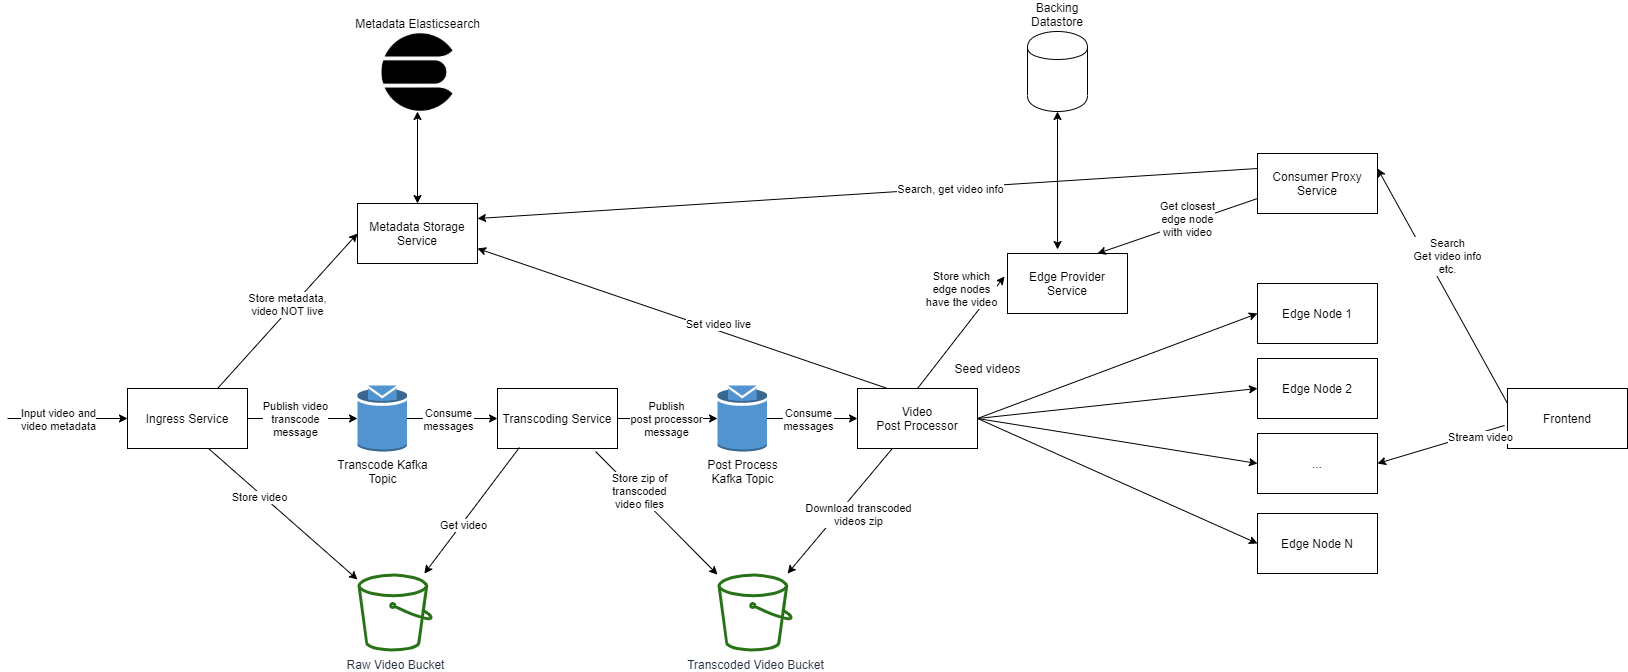 Metadata Elasticsearch
Backing
Datastore
Consumer Proxy
Service
Search, get video info
Get closest
edge node
with video
Metadata Storage
Service
Search
Get video info
etc.
Store which
edge nodes
have the video
Edge Provider
Service
Store metadata,
video NOT live
Set video live
Edge Node 1
Seed videos
Edge Node 2
Input video and
video metadata
Ingress Service
Publish video
transcode
message
Consume
messages
Transcoding Service
Publish
post processor
message
Consume
messages
Video
Post Processor
Frontend
Stream video
Transcode Kafka
Topic
Post Process
Kafka Topic
...
Store video
Store zip of
transcoded
video files
Get video
Download transcoded
videos zip
Edge Node N
Raw Video Bucket
Transcoded Video Bucket